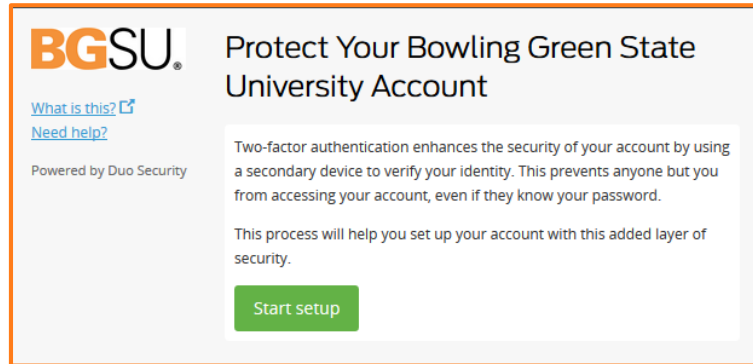 BGSU®
What is this?
Need help?
Powered by Duo Security
Protect Your Bowling Green State
University Account
Two-factor authentication enhances the security of your account by using
a secondary device to verify your identity. This prevents anyone but you
from accessing your account, even if they know your password.
This process will help you set up your account with this added layer of
security.
Start setup